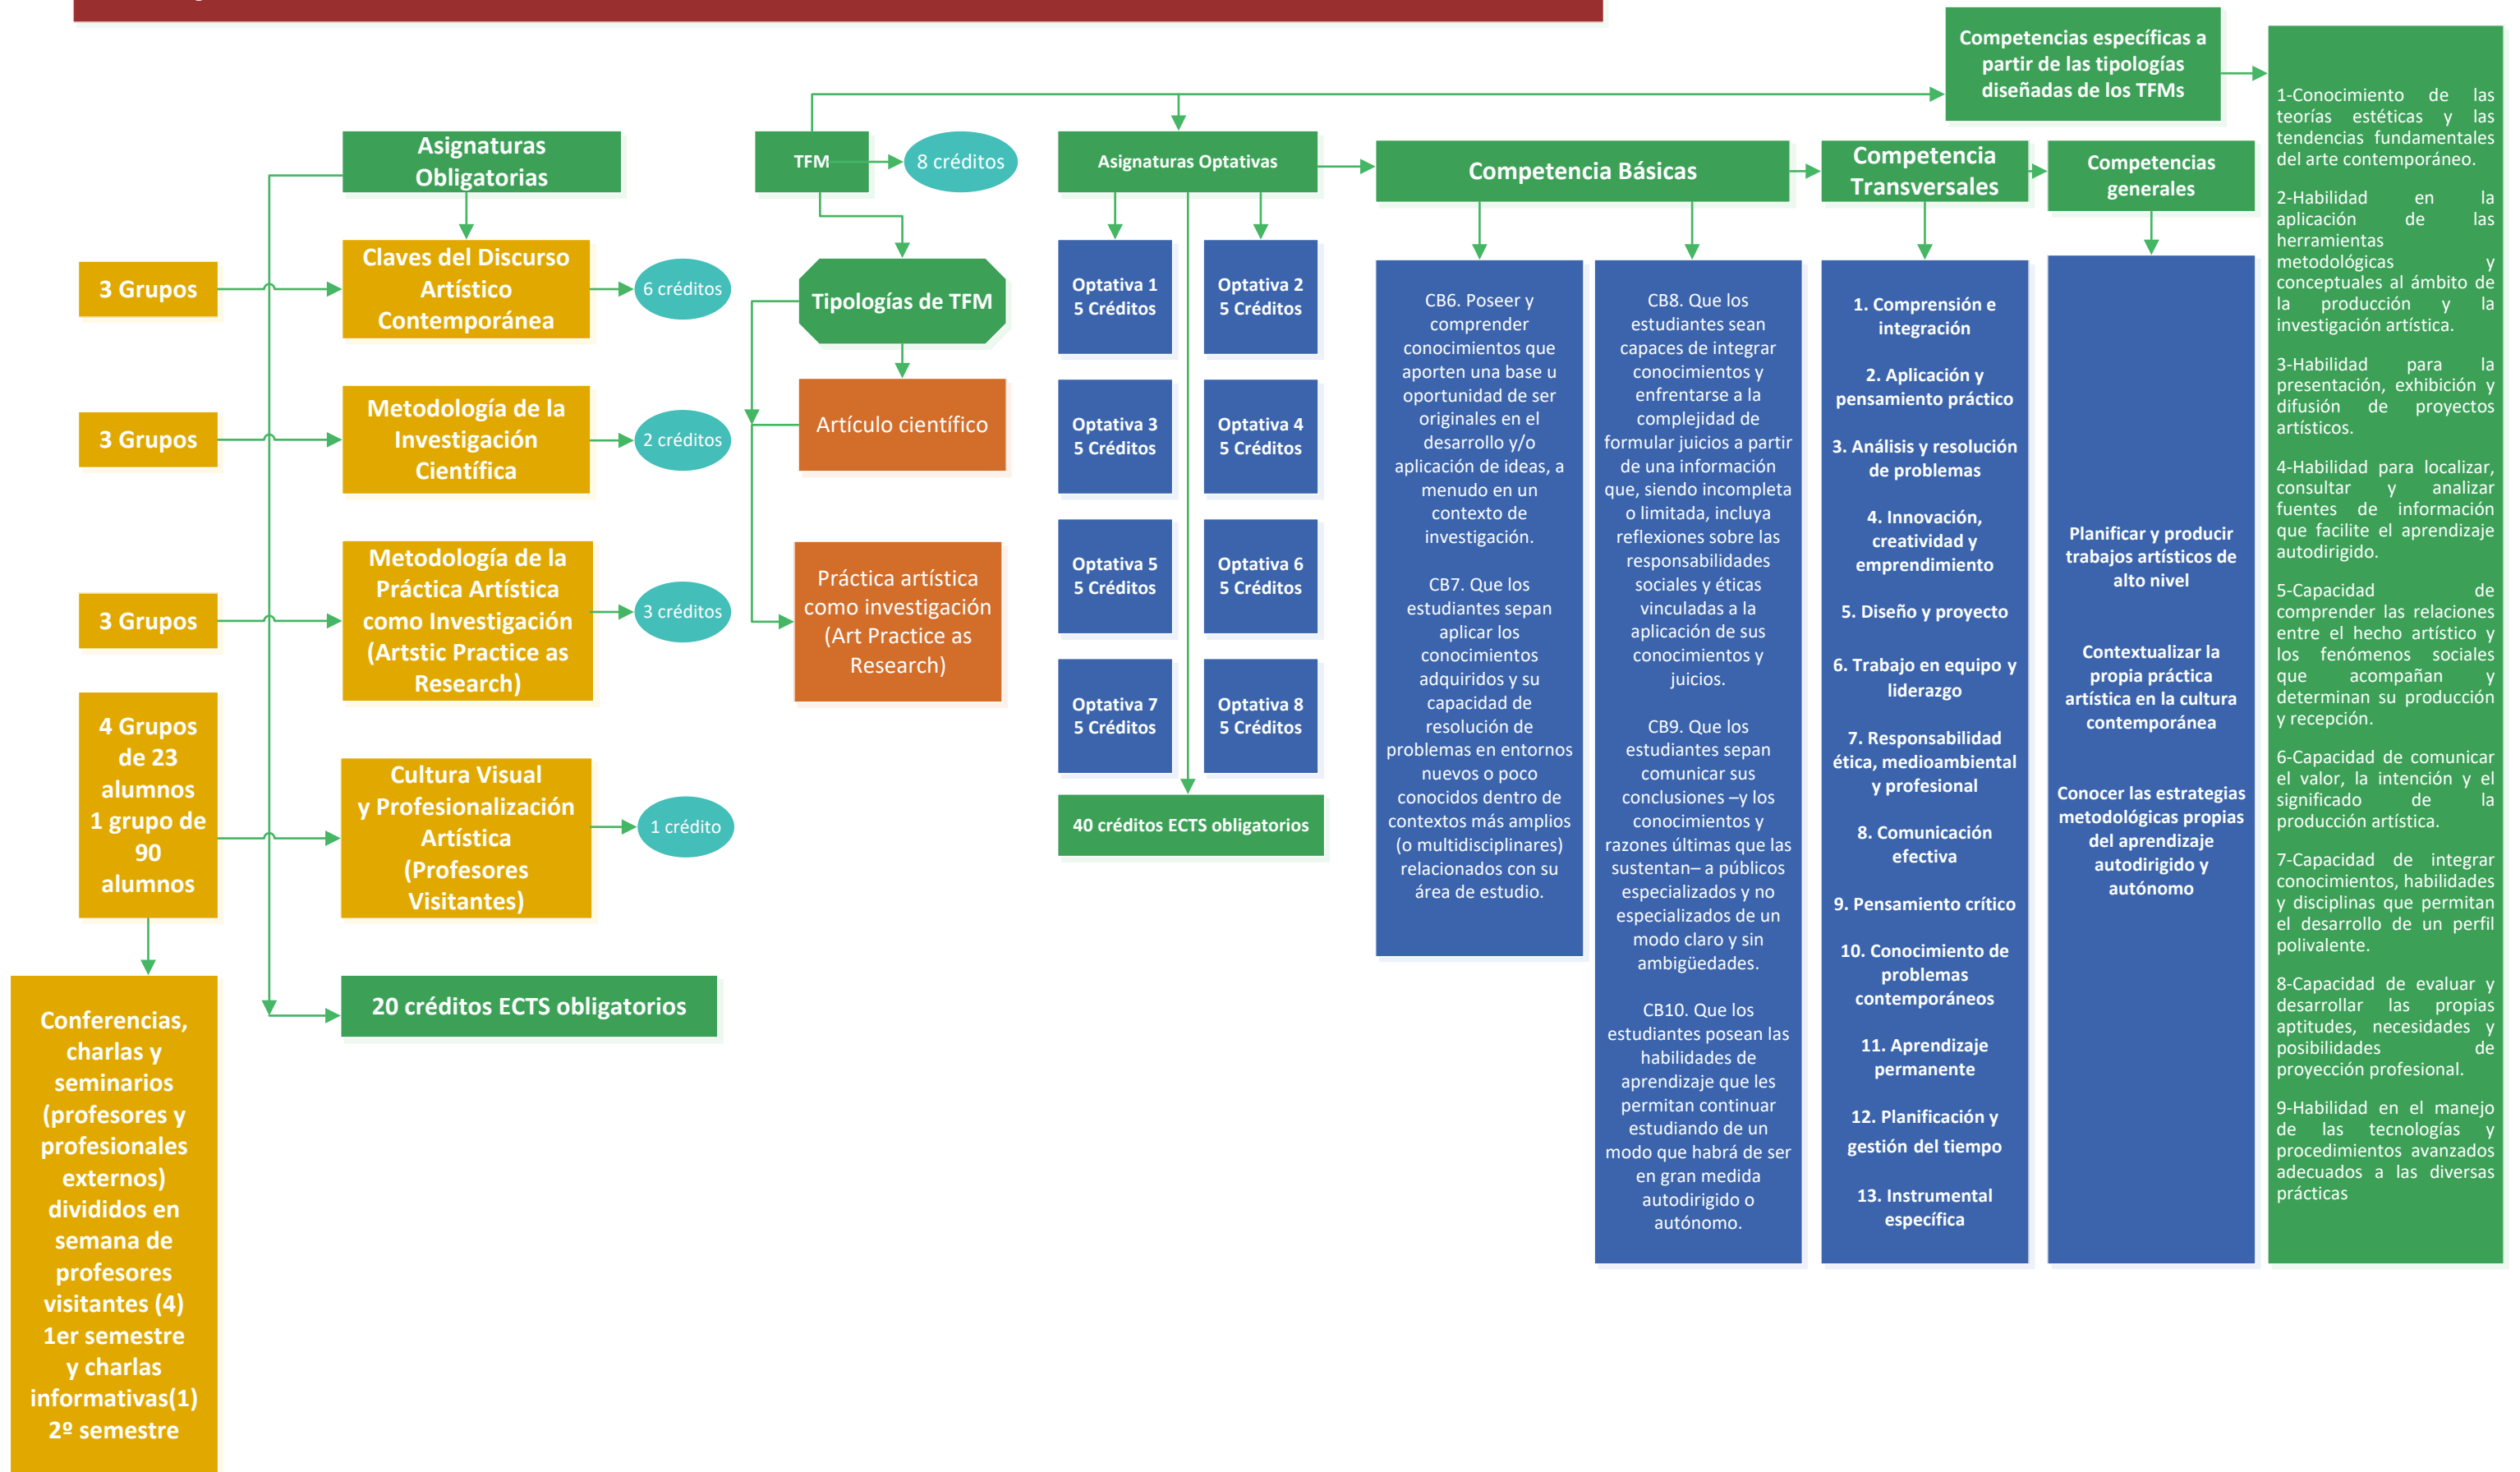 Competencias específicas a
partir de las tipologías
diseñadas de los TFMs
Asignaturas
Obligatorias
TFM
8 créditos
Asignaturas Optativas
Competencia Básicas
Competencia
Transversales
Competencias
generales
3 Grupos
Claves del Discurso
Artístico
Contemporánea
6 créditos
3 Grupos
Metodología de la
Investigación
Científica
2 créditos
3 Grupos
Metodología de la
Práctica Artística
como Investigación
(Artstic Practice as
Research)
3 créditos
4 Grupos
de 23
alumnos
1 grupo de
90
alumnos
Cultura Visual
y Profesionalización
Artística
(Profesores
Visitantes)
1 crédito
20 créditos ECTS obligatorios
Conferencias,
charlas y
seminarios
(profesores y
profesionales
externos)
divididos en
semana de
profesores
visitantes (4)
1er semestre
y charlas
informativas(1)
2º semestre
Tipologías de TFM
Artículo científico
Práctica artística
como investigación
(Art Practice as
Research)
Optativa 1
5 Créditos
Optativa 2
5 Créditos
Optativa 3
5 Créditos
Optativa 4
5 Créditos
Optativa 5
5 Créditos
Optativa 6
5 Créditos
Optativa 7
5 Créditos
Optativa 8
5 Créditos
40 créditos ECTS obligatorios
CB6. Poseer y
comprender
conocimientos que
aporten una base u
oportunidad de ser
originales en el
desarrollo y/o
aplicación de ideas, a
menudo en un
contexto de
investigación.
CB7. Que los
estudiantes sepan
aplicar los
conocimientos
adquiridos y su
capacidad de
resolución de
problemas en entornos
nuevos o poco
conocidos dentro de
contextos más amplios
(o multidisciplinares)
relacionados con su
área de estudio.
CB8. Que los
estudiantes sean
capaces de integrar
conocimientos y
enfrentarse a la
complejidad de
formular juicios a partir
de una información
que, siendo incompleta
o limitada, incluya
reflexiones sobre las
responsabilidades
sociales y éticas
vinculadas a la
aplicación de sus
conocimientos y
juicios.
CB9. Que los
estudiantes sepan
comunicar sus
conclusiones –y los
conocimientos y
razones últimas que las
sustentan– a públicos
especializados y no
especializados de un
modo claro y sin
ambigüedades.
CB10. Que los
estudiantes posean las
habilidades de
aprendizaje que les
permitan continuar
estudiando de un
modo que habrá de ser
en gran medida
autodirigido o
autónomo.
1. Comprensión e
integración
2. Aplicación y
pensamiento práctico
3. Análisis y resolución
de problemas
4. Innovación,
creatividad y
emprendimiento
5. Diseño y proyecto
6. Trabajo en equipo y
liderazgo
7. Responsabilidad
ética, medioambiental
y profesional
8. Comunicación
efectiva
9. Pensamiento crítico
10. Conocimiento de
problemas
contemporáneos
11. Aprendizaje
permanente
12. Planificación y
gestión del tiempo
13. Instrumental
específica
Planificar y producir
trabajos artísticos de
alto nivel
Contextualizar la
propia práctica
artística en la cultura
contemporánea
Conocer las estrategias
metodológicas propias
del aprendizaje
autodirigido y
autónomo
1-Conocimiento de las
teorías estéticas y las
tendencias fundamentales
del arte contemporáneo.
2-Habilidad en la
aplicación de las
herramientas
metodológicas y
conceptuales al ámbito de
la producción y la
investigación artística.
3-Habilidad para la
presentación, exhibición y
difusión de proyectos
artísticos.
4-Habilidad para localizar,
consultar y analizar
fuentes de información
que facilite el aprendizaje
autodirigido.
5-Capacidad de
comprender las relaciones
entre el hecho artístico y
los fenómenos sociales
que acompañan y
determinan su producción
y recepción.
6-Capacidad de comunicar
el valor, la intención y el
significado de la
producción artística.
7-Capacidad de integrar
conocimientos, habilidades
y disciplinas que permitan
el desarrollo de un perfil
polivalente.
8-Capacidad de evaluar y
desarrollar las propias
aptitudes, necesidades y
posibilidades de
proyección profesional.
9-Habilidad en el manejo
de las tecnologías y
procedimientos avanzados
adecuados a las diversas
prácticas